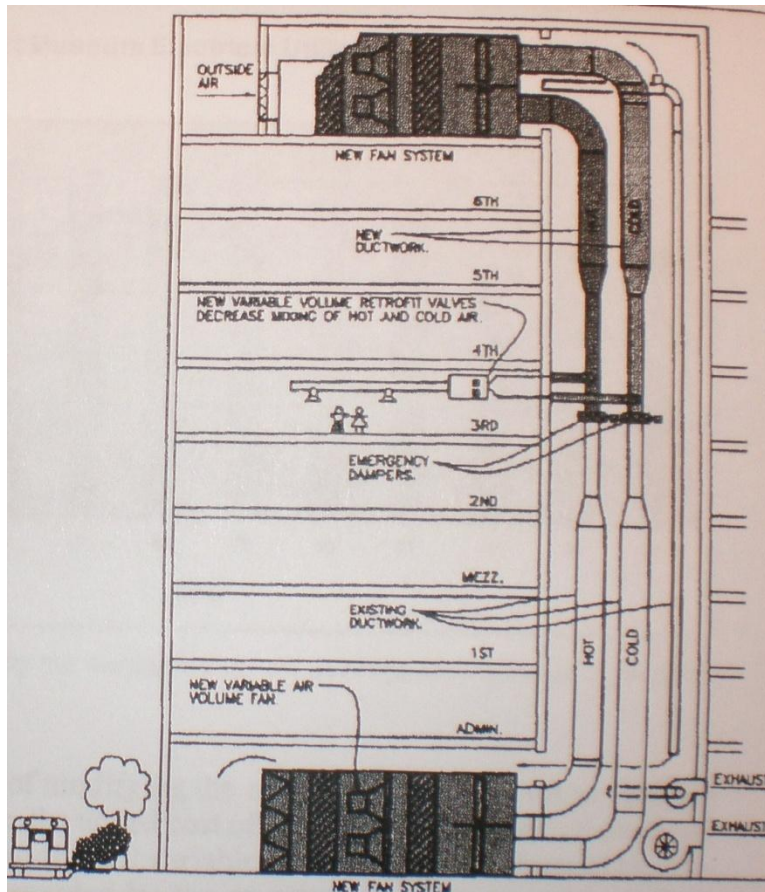 OUTSIDE
AIR
NEW FAN SYSTEM
6TH
HOT
COLD
NEW
DUCTWORK.
5TH
NEW VARIABLE VOLUME RETROFIT VALVES
DECREASE MIXING OF HOT AND COLD AIR.
4TH
3RD
EMERGENCY
DAMPERS.
2ND
MEZZ.
EXISTING
DUCTWORK.
1ST
HOT
COLD
NEW VARIABLE AIR
VOLUME FAN
ADMIN.
EXHAUST
EXHAUST
NEW FAN SYSTEM